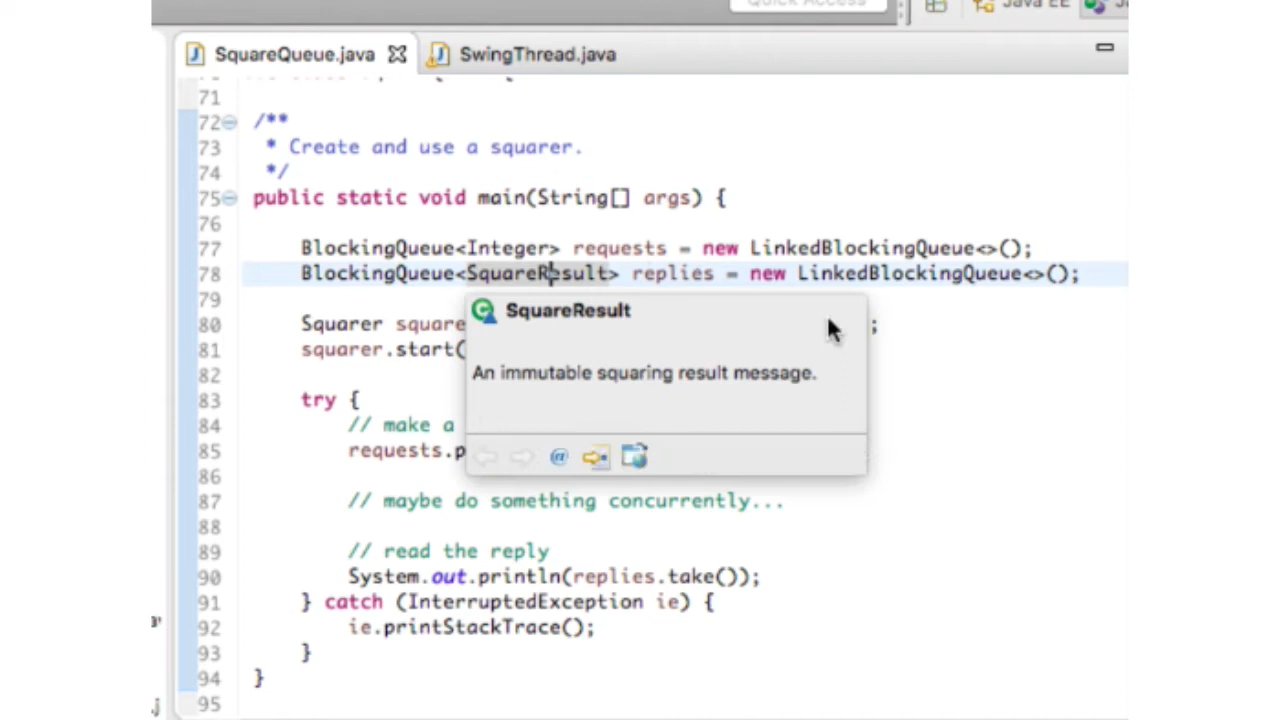 Quick Access
Java EE
SquareQueue.java
SwingThread.java
71
72 /**
73 * Create and use a squarer.
74 */
75 public static void main(String[] args) {
76
77 BlockingQueue<Integer> requests = new LinkedBlockingQueue<>();
78 BlockingQueue<SquareResult> replies = new LinkedBlockingQueue<>();
79
SquareResult
80 Squarer square ;
81 squarer.start(
An immutable squaring result message.
82
83 try {
84 // make a
85 requests.p
86
87 // maybe do something concurrently...
88
89 // read the reply
90 System.out.println(replies.take());
91 } catch (InterruptedException ie) {
92 ie.printStackTrace();
93 }
94 }
95